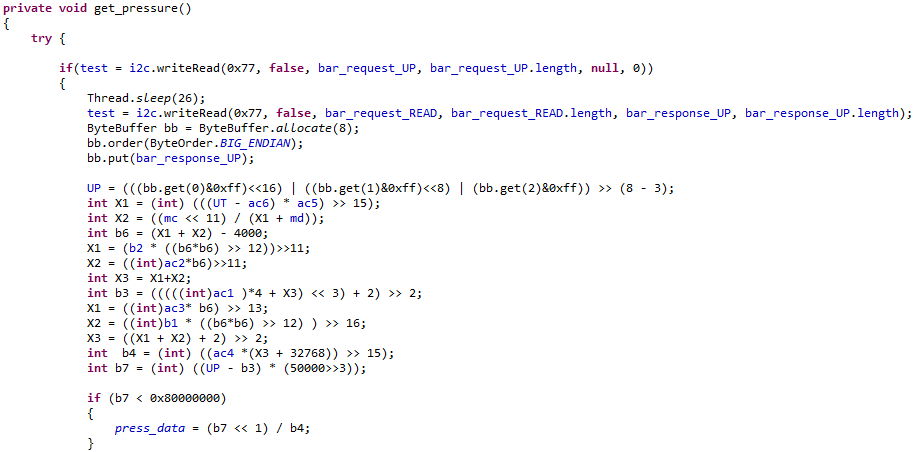 private void get_pressure()
{
    try {

        if(test = i2c.writeRead(0x77, false, bar_request_UP, bar_request_UP.length, null, 0))
        {
            Thread.sleep(26);
            test = i2c.writeRead(0x77, false, bar_request_READ, bar_request_READ.length, bar_response_UP, bar_response_UP.length);
            ByteBuffer bb = ByteBuffer.allocate(8);
            bb.order(ByteOrder.BIG_ENDIAN);
            bb.put(bar_response_UP);

            UP = (((bb.get(0)&0xff)<<16) | ((bb.get(1)&0xff)<<8) | (bb.get(2)&0xff)) >> (8 - 3);
            int X1 = (int) (((UT - ac6) * ac5) >> 15);
            int X2 = ((mc << 11) / (X1 + md));
            int b6 = (X1 + X2) - 4000;
            X1 = (b2 * ((b6*b6) >> 12))>>11;
            X2 = ((int)ac2*b6)>>11;
            int X3 = X1+X2;
            int b3 = (((((int)ac1 )*4 + X3) << 3) + 2) >> 2;
            X1 = ((int)ac3* b6) >> 13;
            X2 = ((int)b1 * ((b6*b6) >> 12) ) >> 16;
            X3 = ((X1 + X2) + 2) >> 2;
            int  b4 = (int) ((ac4 *(X3 + 32768)) >> 15);
            int b7 = (int) ((UP - b3) * (50000>>3));

            if (b7 < 0x80000000)
            {
                press_data = (b7 << 1) / b4;
            }